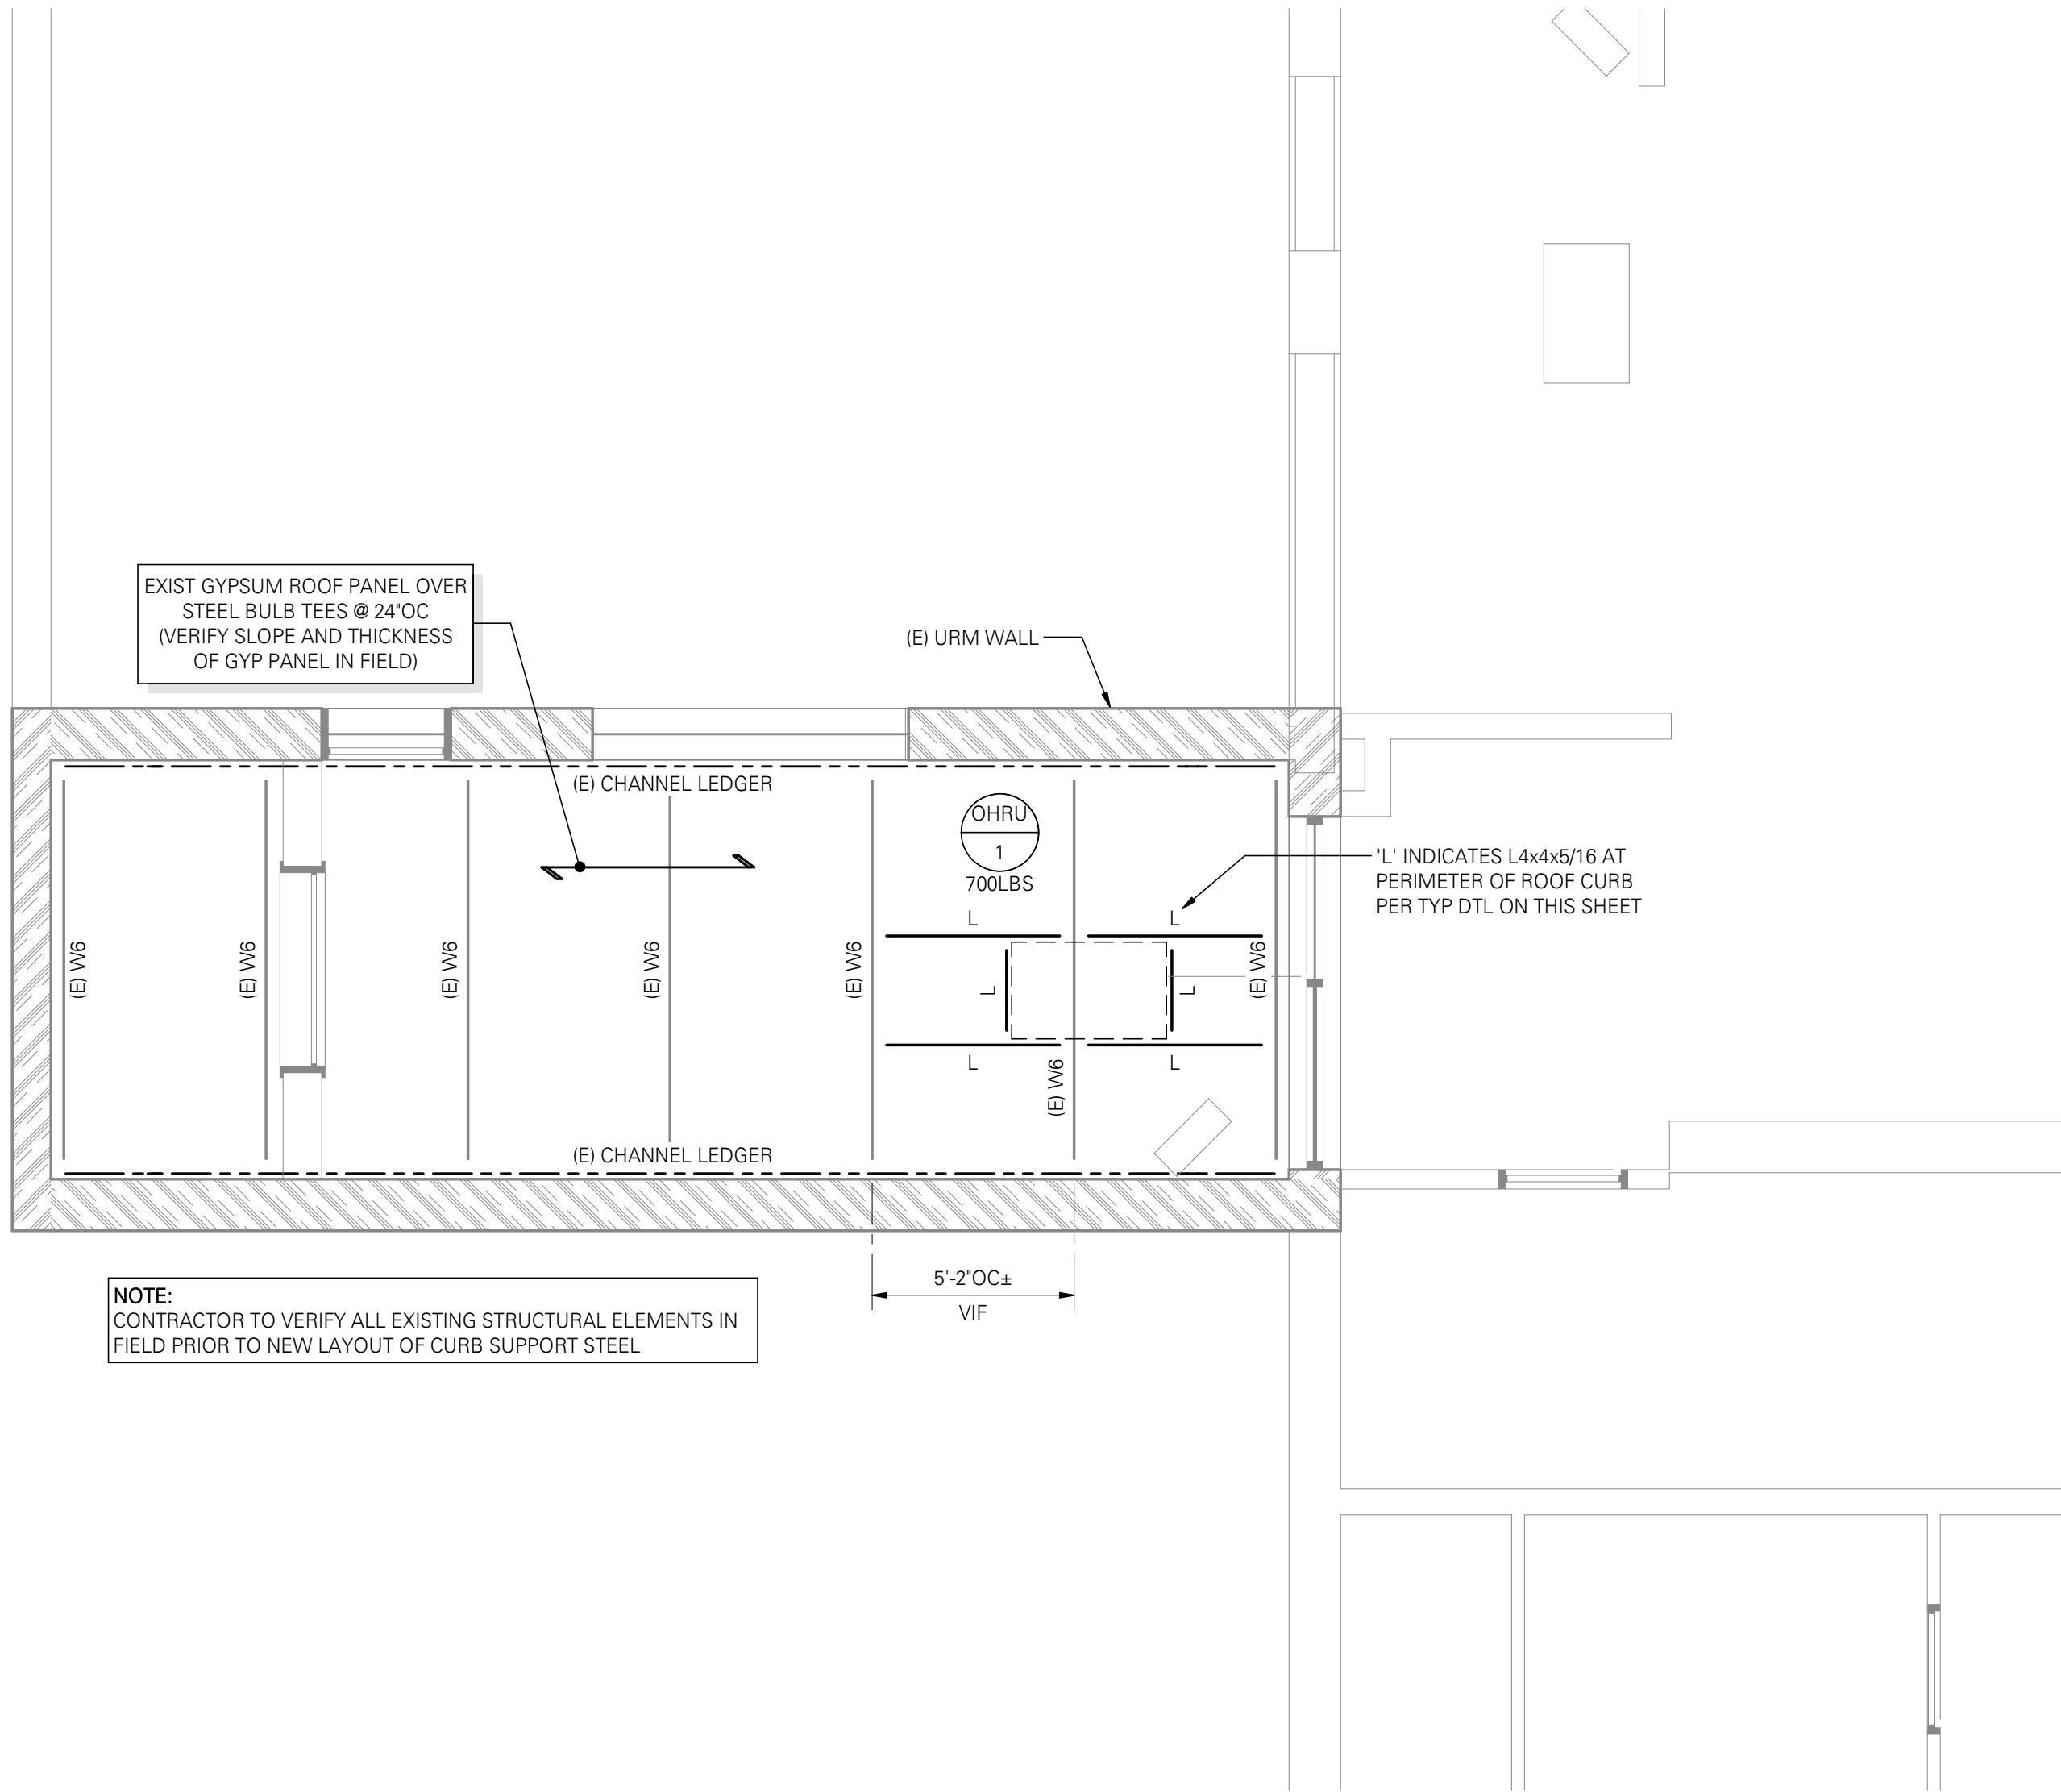 EXIST GYPSUM ROOF PANEL OVER
STEEL BULB TEES @ 24"OC
(VERIFY SLOPE AND THICKNESS
OF GYP PANEL IN FIELD)
(E) URM WALL
(E) CHANNEL LEDGER
OHRU
1
700LBS
'L' INDICATES L4x4x5/16 AT
PERIMETER OF ROOF CURB
PER TYP DTL ON THIS SHEET
L
L
(E) W6
(E) W6
(E) W6
(E) W6
(E) W6
L
L
(E) W6
L
L
(E) W6
(E) CHANNEL LEDGER
5'-2"OC±
VIF
NOTE:
CONTRACTOR TO VERIFY ALL EXISTING STRUCTURAL ELEMENTS IN
FIELD PRIOR TO NEW LAYOUT OF CURB SUPPORT STEEL